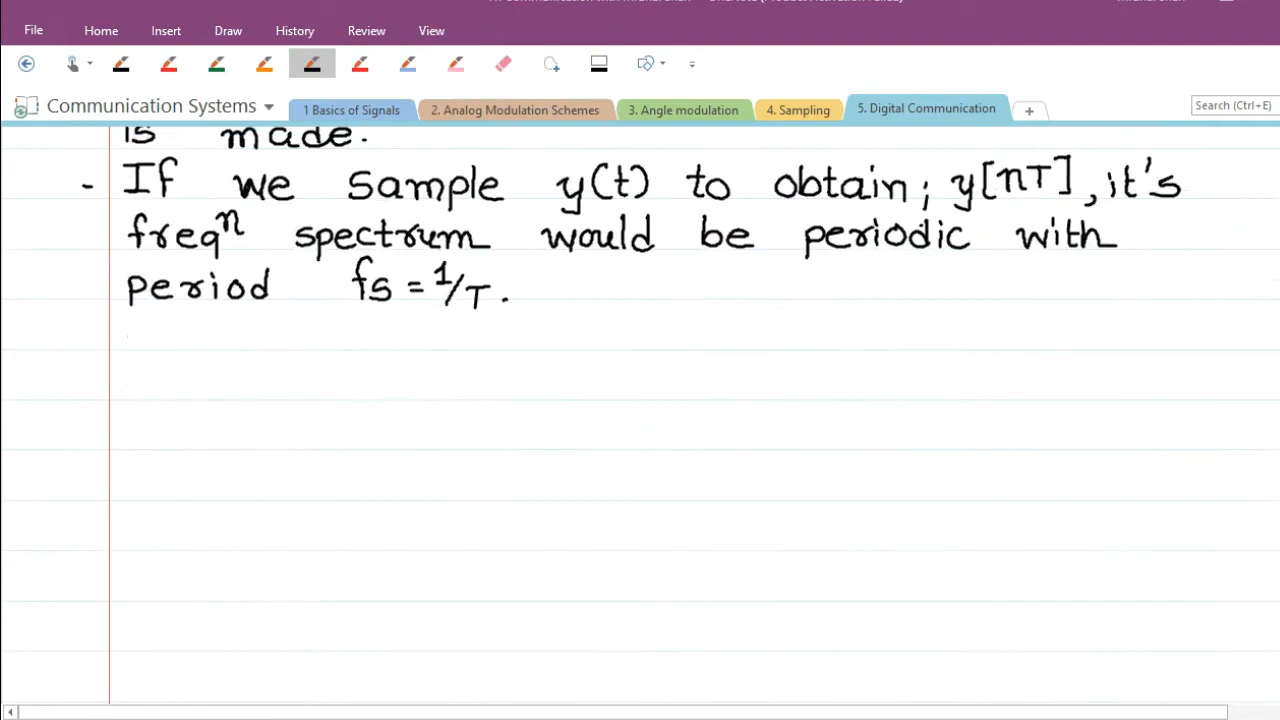 File Home Insert Draw History Review View
Communication Systems 1 Basics of Signals 2. Analog Modulation Schemes 3. Angle modulation 4. Sampling 5. Digital Communication + Search (Ctrl+E)
is made.
- If we sample y(t) to obtain; y[nT], it's
freqⁿ spectrum would be periodic with
period fs = 1/T.